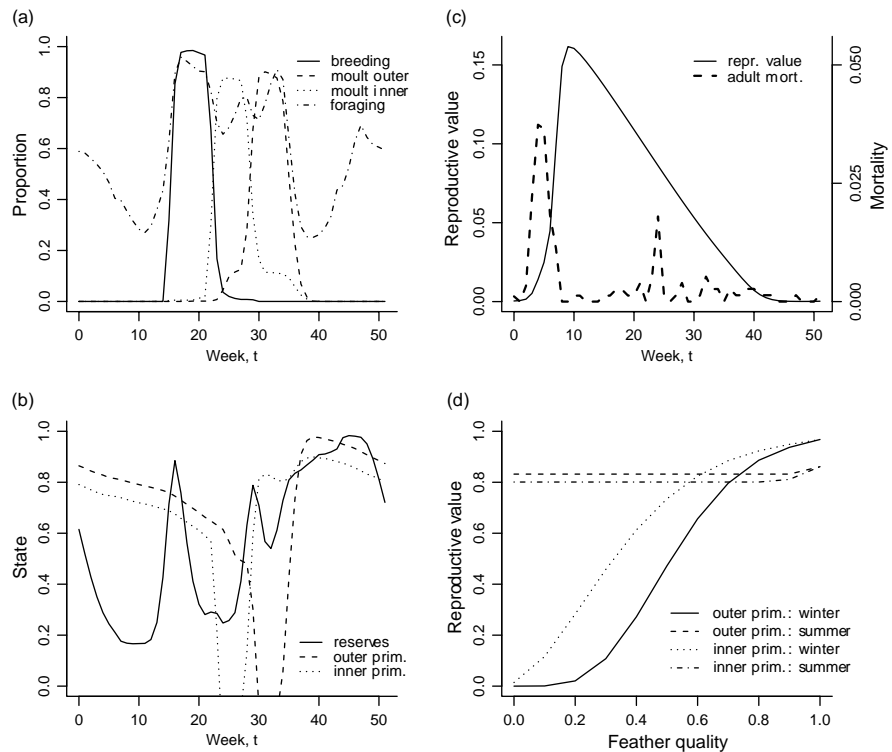 (a)
Proportion
1.0
0.8
0.6
0.4
0.2
0.0
breeding
moult outer
moult inner
foraging
0 10 20 30 40 50
Week, t
(c)
Reproductive value
0.15
0.10
0.05
0.00
repr. value
adult mort.
0.050
0.025
0.000
Mortality
0 10 20 30 40 50
Week, t
(b)
State
1.0
0.8
0.6
0.4
0.2
0.0
reserves
outer prim.
inner prim.
0 10 20 30 40 50
Week, t
(d)
Reproductive value
1.0
0.8
0.6
0.4
0.2
0.0
outer prim.: winter
outer prim.: summer
inner prim.: winter
inner prim.: summer
0.0 0.2 0.4 0.6 0.8 1.0
Feather quality